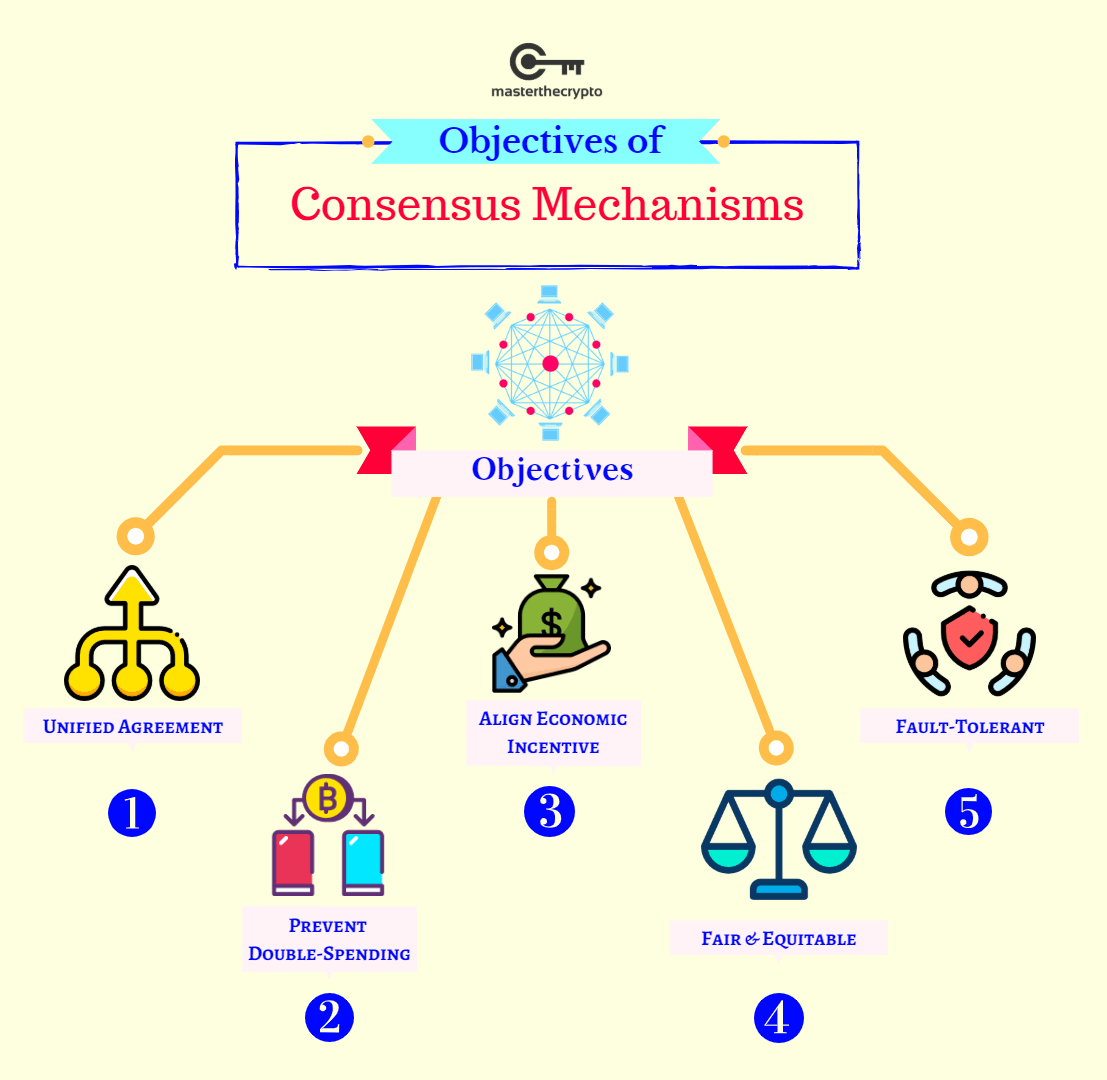 masterthecrypto
Objectives of
Consensus Mechanisms
Objectives
Unified Agreement
1
Prevent
Double-Spending
2
$
Align Economic
Incentive
3
Fair & Equitable
4
Fault-Tolerant
5